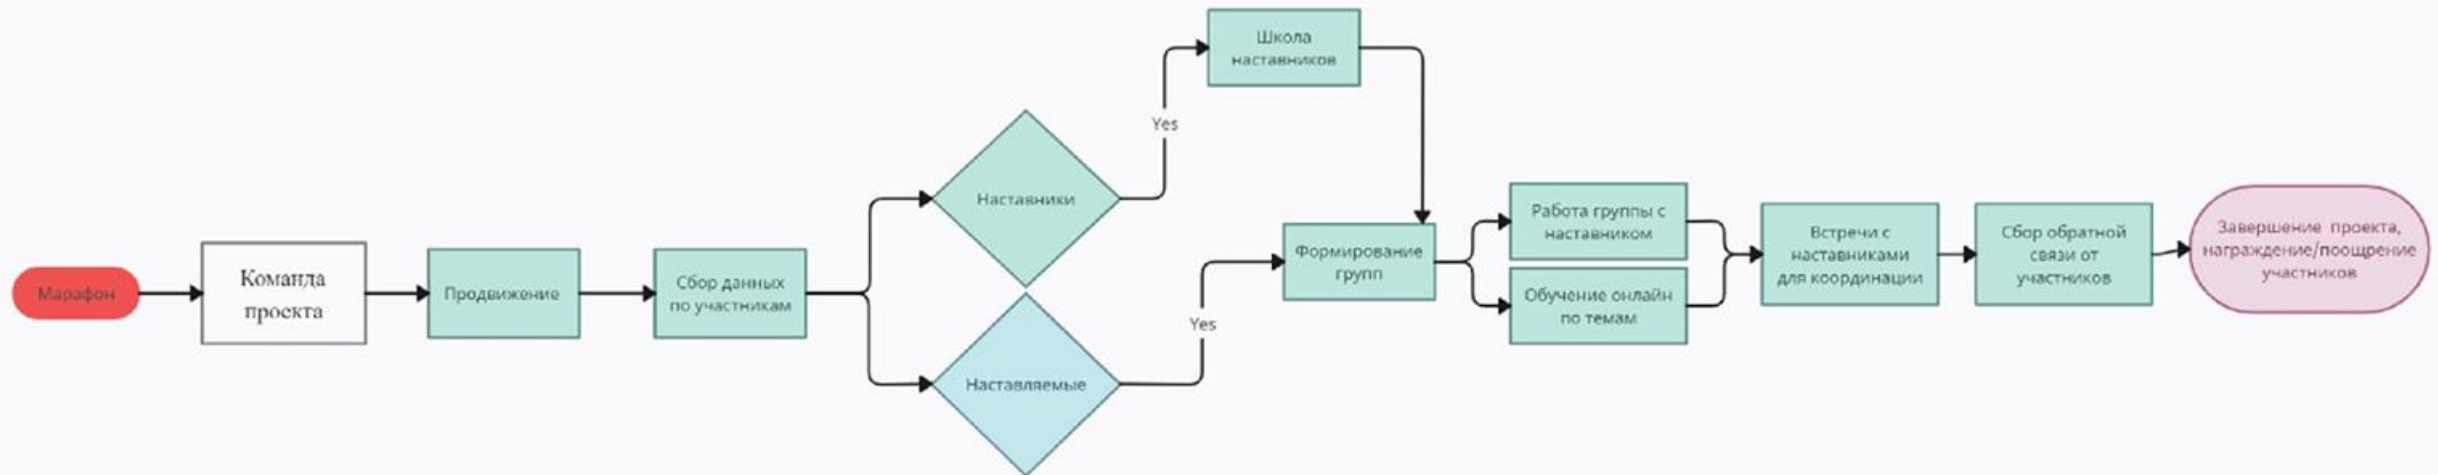 Марафон
Команда
проекта
Продвижение
Сбор данных
по участникам
Наставники
Наставляемые
Yes
Yes
Школа
наставников
Формирование
групп
Работа группы с
наставником
Обучение онлайн
по темам
Встречи с
наставниками
для координации
Сбор обратной
связи от
участников
Завершение проекта,
награждение/поощрение
участников